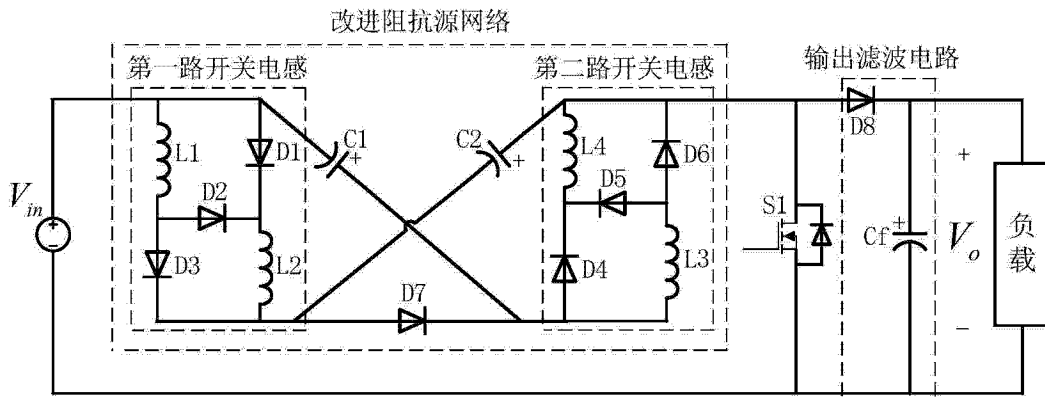 改进阻抗源网络
第一路开关电感
第二路开关电感
输出滤波电路
L1
D1
C1
+
C2
+
L4
D6
D8
D2
D5
Vin
+
−
D3
L2
D7
D4
L3
S1
Cf
+
+
Vo
−
负载